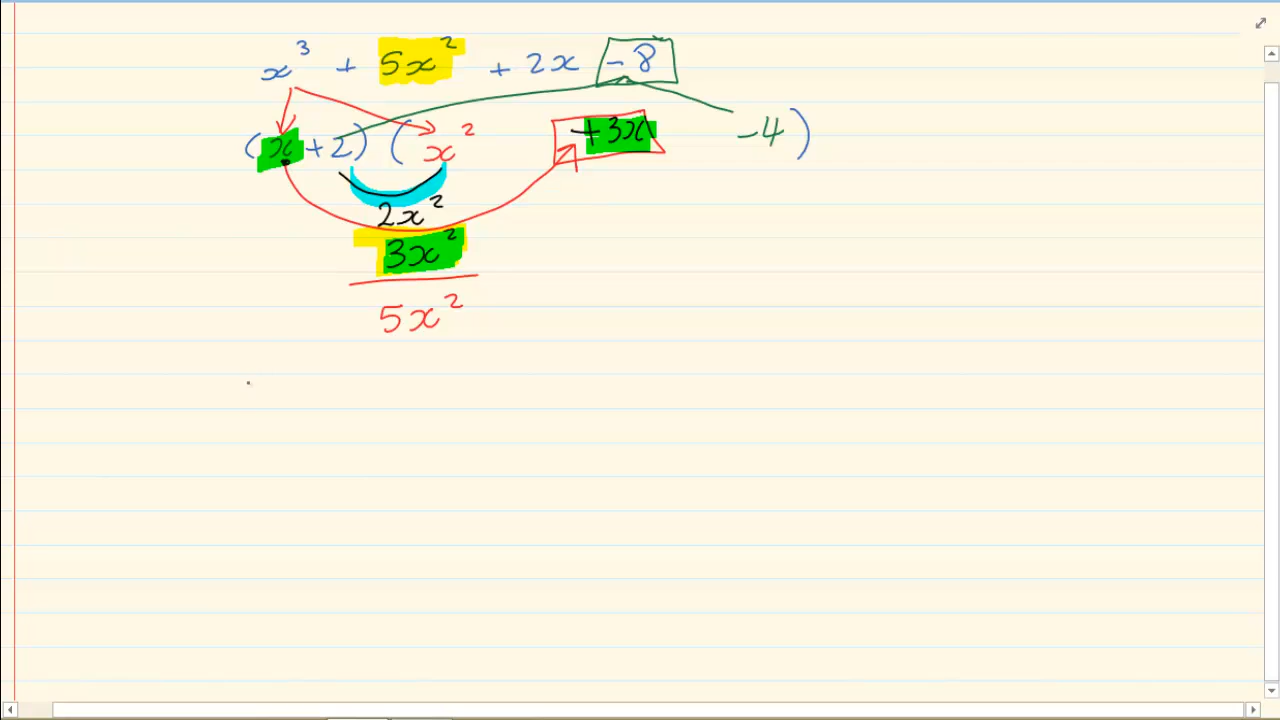 x³ + 5x² + 2x - 8
(x + 2) (x² + 3x - 4)
2x²
3x²
5x²